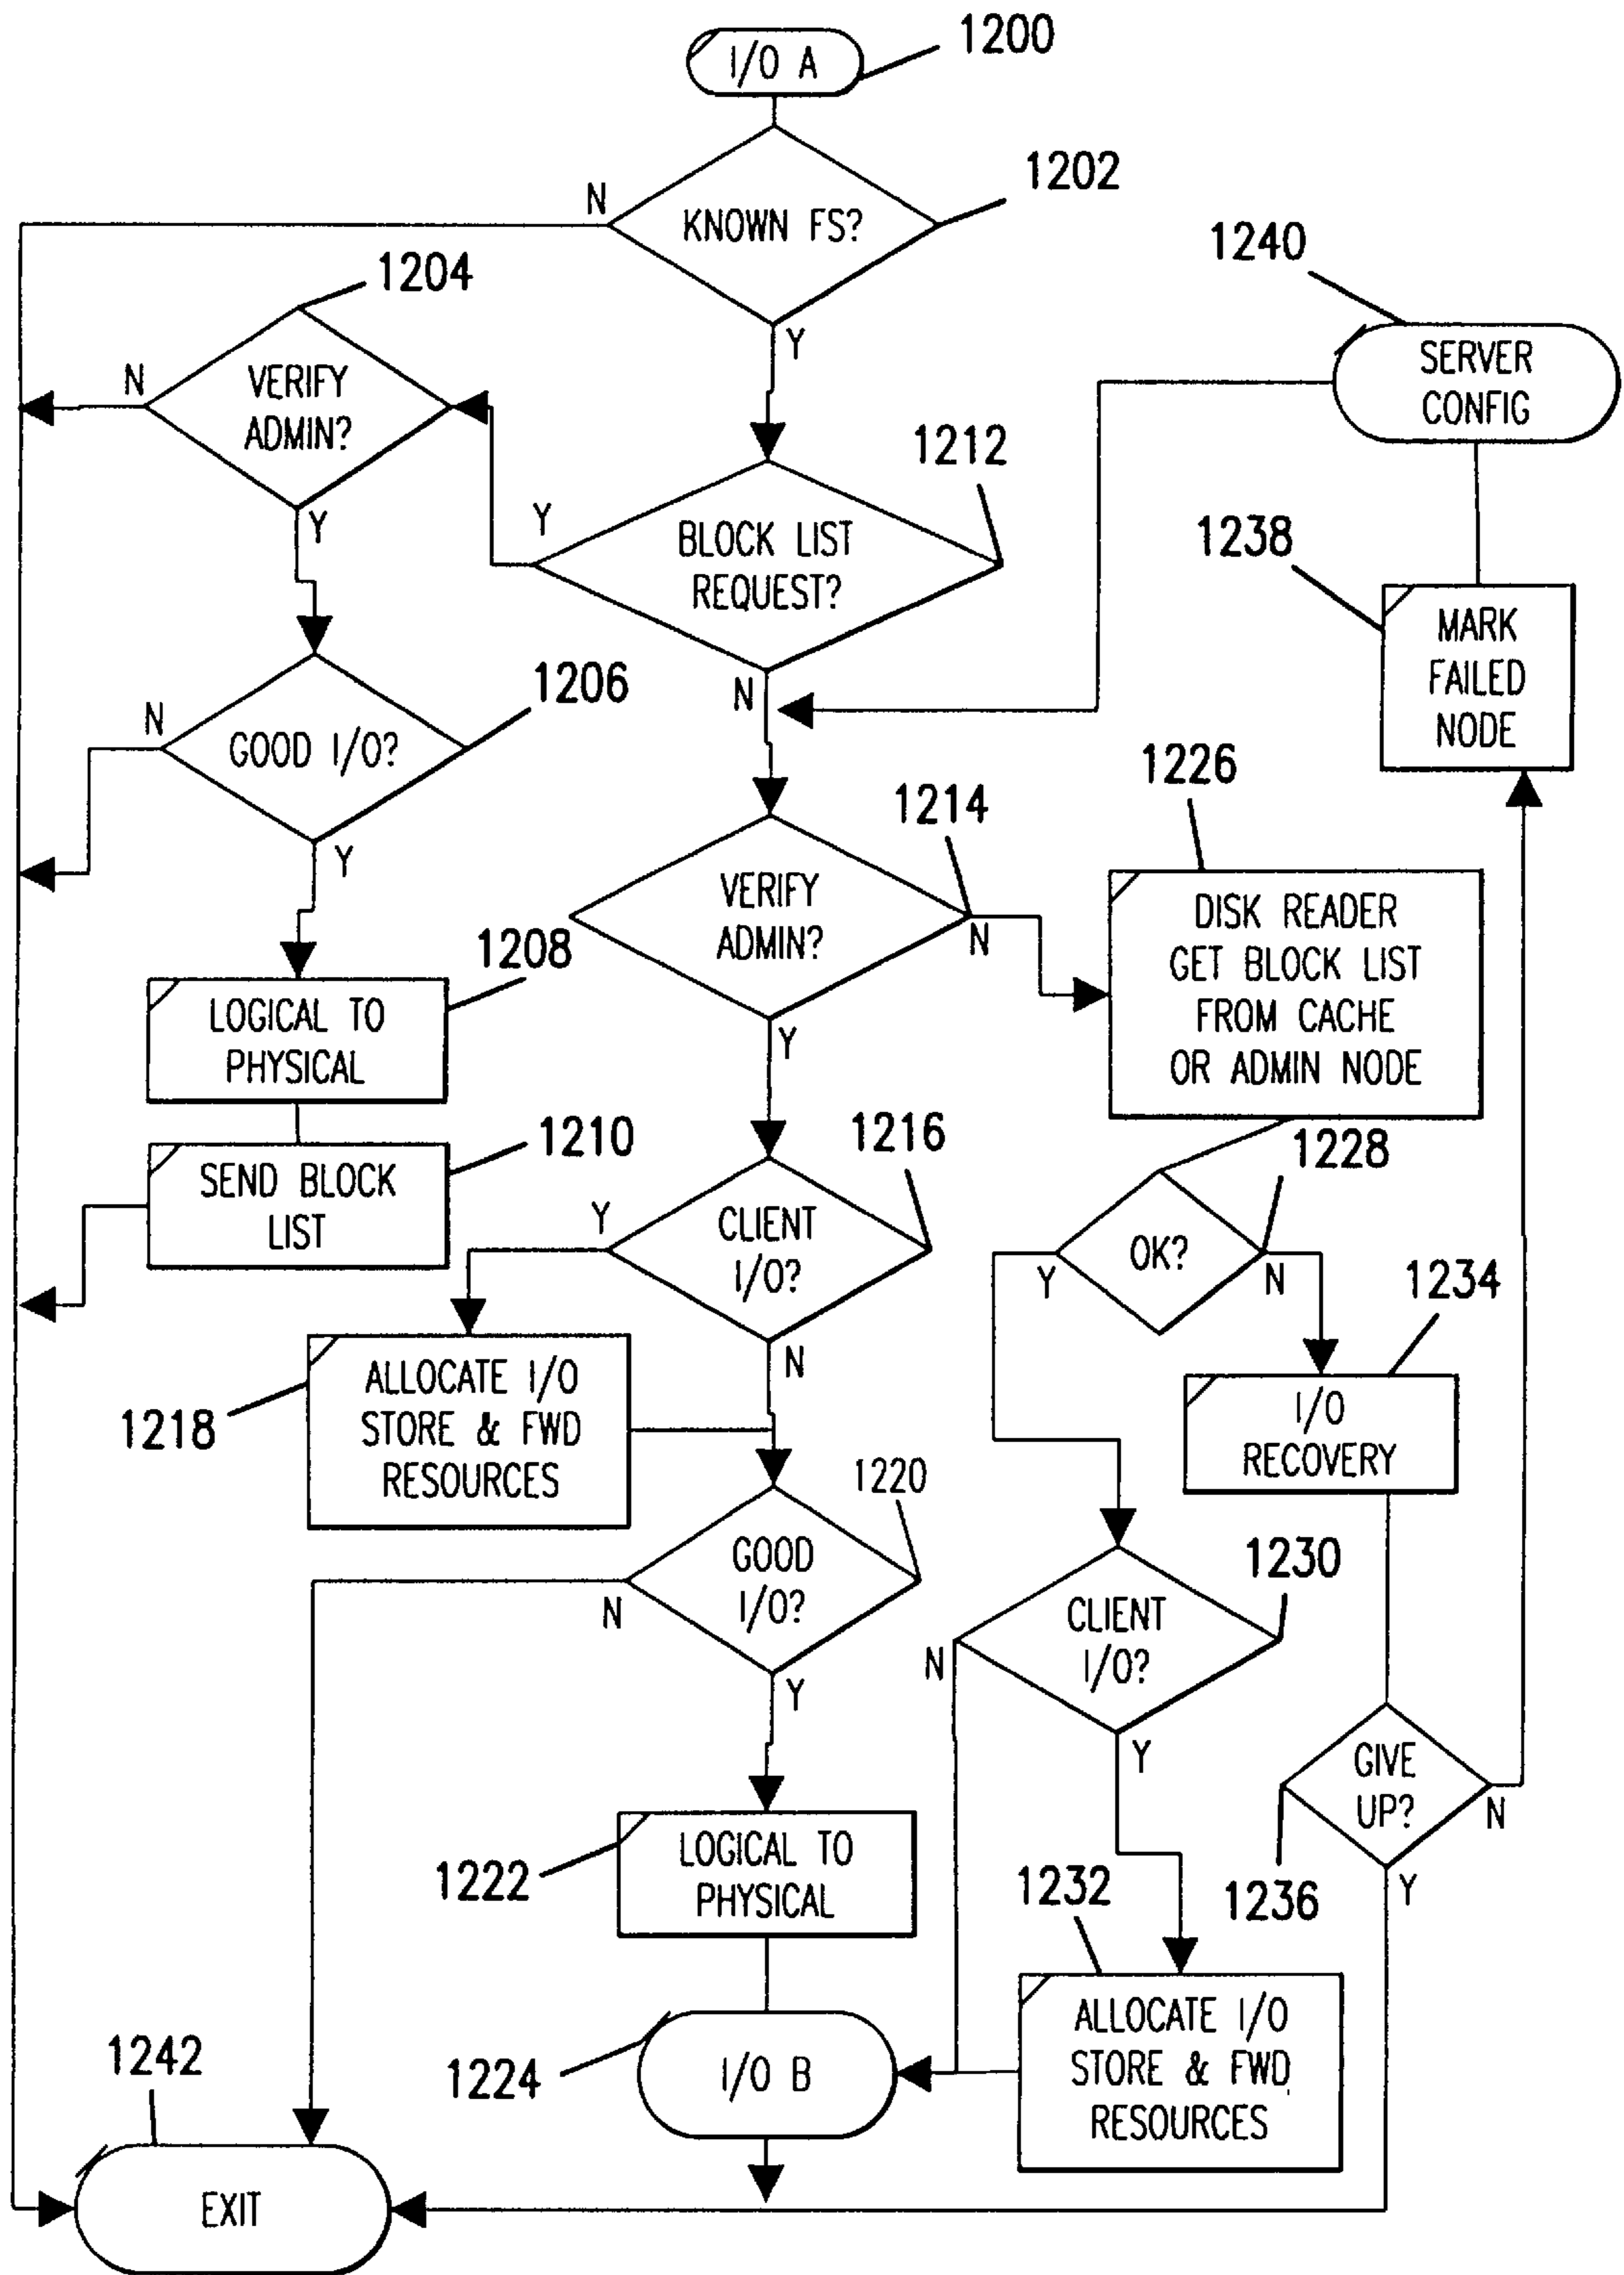 1200
I/O A
1202
N
KNOWN FS?
Y
1240
SERVER
CONFIG
1204
N
VERIFY
ADMIN?
Y
1212
Y
BLOCK LIST
REQUEST?
N
1238
MARK
FAILED
NODE
1206
N
GOOD I/O?
Y
1214
VERIFY
ADMIN?
N
Y
1226
DISK READER
GET BLOCK LIST
FROM CACHE
OR ADMIN NODE
1208
LOGICAL TO
PHYSICAL
1210
SEND BLOCK
LIST
1216
Y
CLIENT
I/O?
N
1228
OK?
Y
N
1234
I/O
RECOVERY
1218
ALLOCATE I/O
STORE & FWD
RESOURCES
1220
GOOD
I/O?
N
Y
1230
CLIENT
I/O?
N
Y
GIVE
UP?
N
Y
1236
1222
LOGICAL TO
PHYSICAL
1232
ALLOCATE I/O
STORE & FWD
RESOURCES
1224
I/O B
1242
EXIT